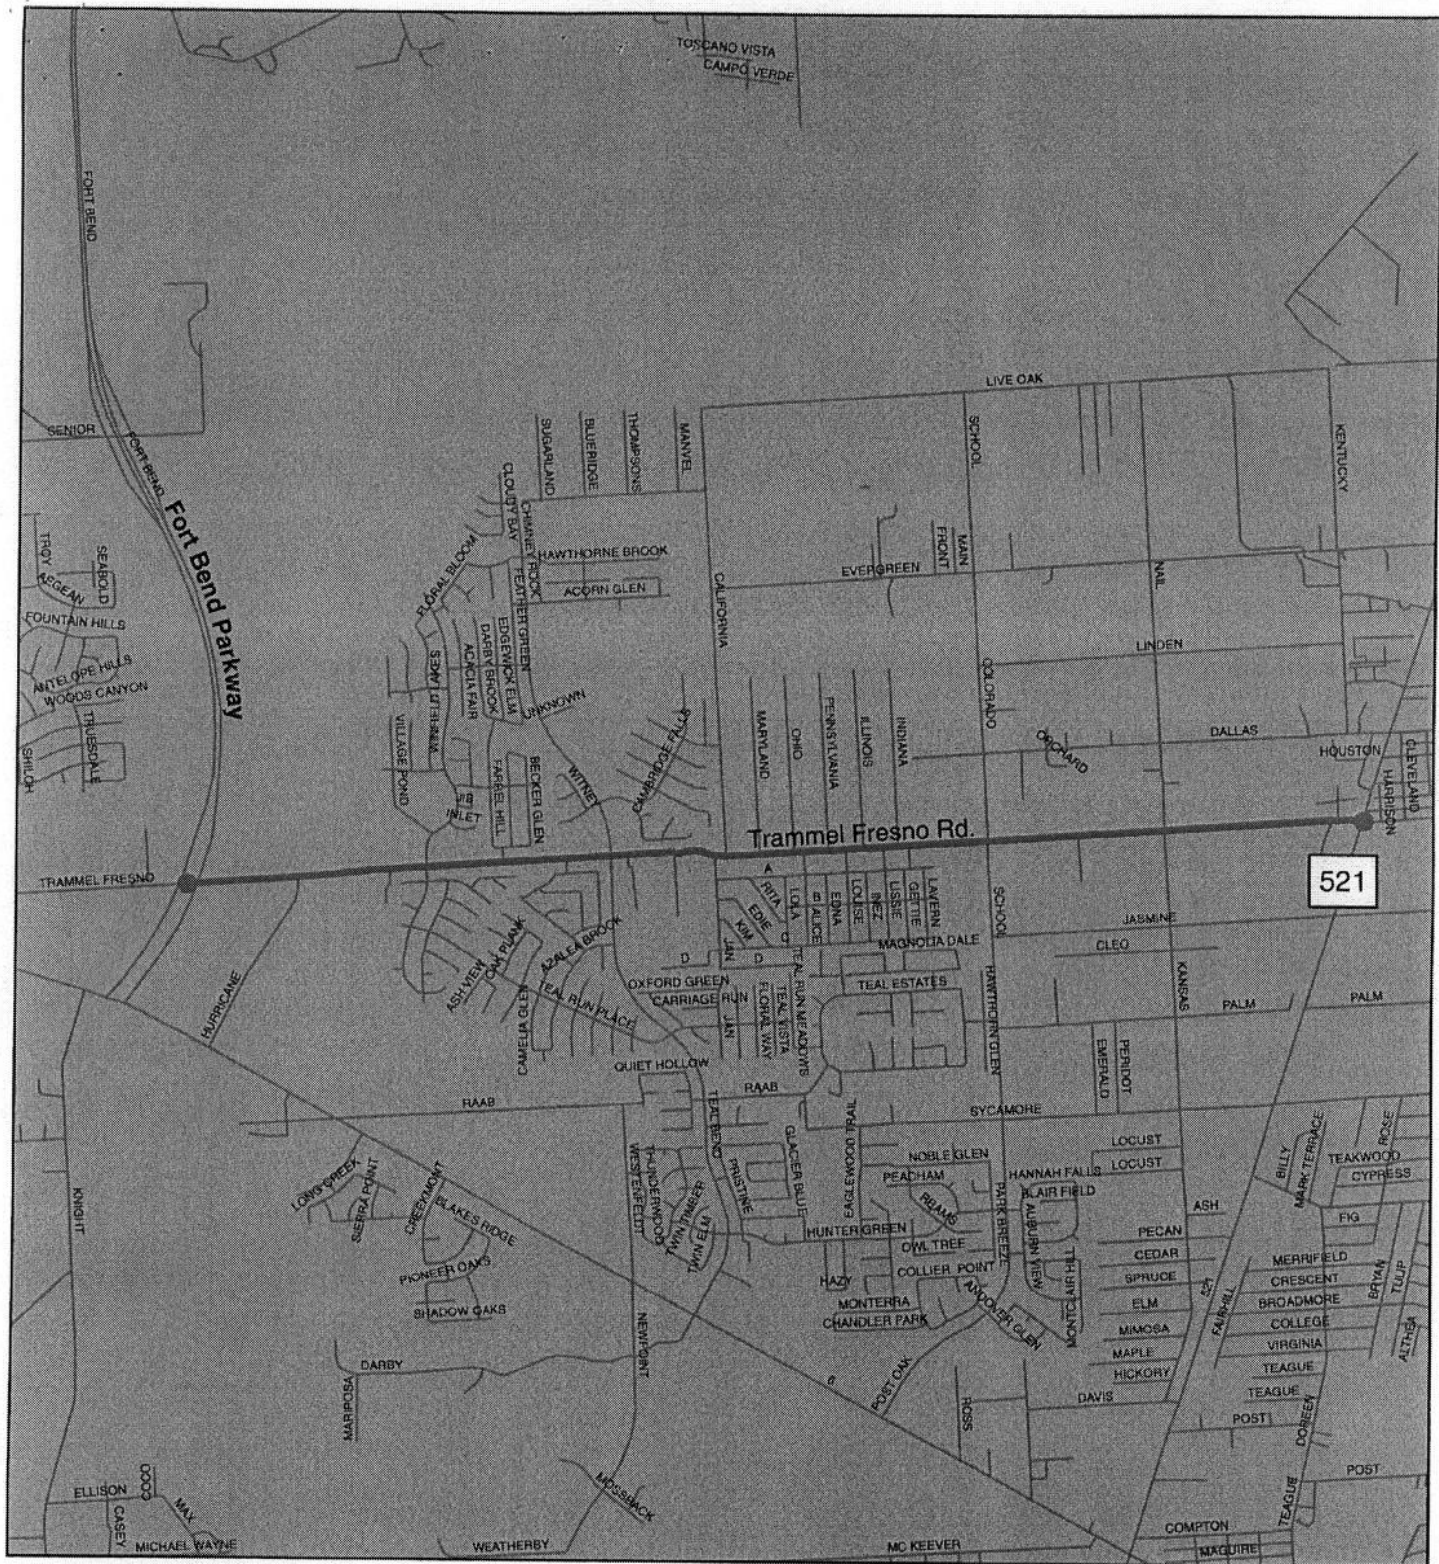 TOSCANO VISTA
CAMPO VERDE
FORT BEND
LIVE OAK
SENIOR
FORT BEND
Fort Bend Parkway
SUGARLAND
BLUERIDGE
THOMPSONS
MANVEL
SCHOOL
KENTUCKY
CLOUDY BAY
CHIMNEY ROCK
HAWTHORNE BROOK
FEATHER GREEN
ACORN GLEN
FLORAL BLOOM
CALIFORNIA
EVERGREEN
FRONT
MAIN
NAIL
TROY
SEABOLD
AEGEAN
FOUNTAIN HILLS
ANTELOPE HILLS
WOODS CANYON
TRUESDALE
SHILOH
EDGEWICK ELM
DARBY BROOK
ACACIA FAIR
WINFIELD LAKES
UNKNOWN
VILLAGE POND
FARREL HILL
BECKER GLEN
INLET
WITNEY
CAMBRIDGE FALLS
LINDEN
COLORADO
MARYLAND
OHIO
PENNSYLVANIA
ILLINOIS
INDIANA
ORCHARD
DALLAS
HOUSTON
CLEVELAND
HARRISON
Trammel Fresno Rd.
TRAMMEL FRESNO
521
A
RITA
EDIE
KIM
LOLA
B
ALICE
EDNA
LOUISE
INEZ
LISSIE
GETTIE
LAVERN
C
SCHOOL
JASMINE
CLEO
MAGNOLIA DALE
HURRICANE
ASH VIEW
OAK PLANK
AZALEA BROOK
CAMELIA GLEN
TEAL RUN PLACE
D
JAN
D
OXFORD GREEN
CARRIAGE RUN
JAN
FLORAL WAY
TEAL VISTA
TEAL RUN MEADOWS
TEAL ESTATES
HAWTHORN GLEN
KANSAS
PALM
PALM
QUIET HOLLOW
EMERALD
PERIDOT
RAAB
RAAB
TEAL BEND
SYCAMORE
KNIGHT
LONG CREEK
SIERRA POINT
CREEKMONT
BLAKES RIDGE
PIONEER OAKS
SHADOW OAKS
WESTENFELDT
THUNDERWOOD
TWIN TIMBER
TWIN ELM
PRISTINE
GLACIER BLUE
EAGLEWOOD TRAIL
NOBLE GLEN
PEACHAM
REAMS
HUNTER GREEN
OWL TREE
COLLIER POINT
HAZY
MONTERRA
CHANDLER PARK
ANDOVER GLEN
PARK BREEZE
HANNAH FALLS
BLAIR FIELD
AUBURN VIEW
MONTCLAIR HILL
LOCUST
LOCUST
ASH
PECAN
CEDAR
SPRUCE
ELM
MIMOSA
MAPLE
HICKORY
BILLY
MARK TERRACE
TEAKWOOD
ROSE
CYPRESS
FIG
MERRIFIELD
CRESCENT
BROADMORE
COLLEGE
VIRGINIA
TEAGUE
TEAGUE
521
FAIRHILL
BRYAN
TULIP
ALTHEA
NEWPOINT
DARBY
MARIPOSA
6
POST OAK
ROSS
DAVIS
POST
DOREEN
POST
TEAGUE
ELLISON
COCO
CASEY
MAX
MICHAEL WAYNE
MOSSBACK
WEATHERBY
MC KEEVER
COMPTON
MAGUIRE